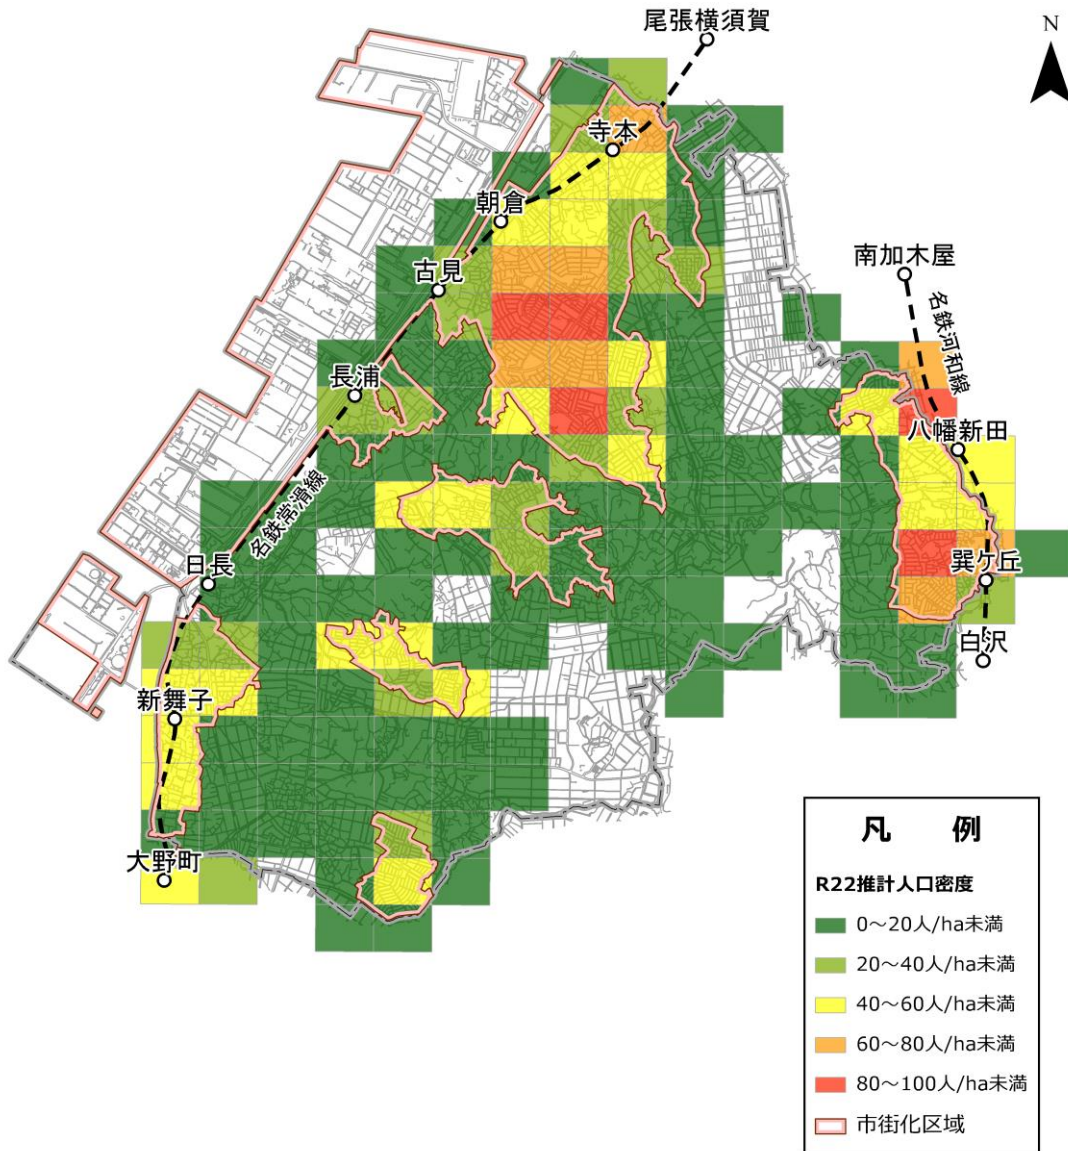 尾張横須賀
N
寺本
朝倉
古見
南加木屋
名鉄河和線
長浦
八幡新田
名鉄常滑線
日長
巽ケ丘
白沢
新舞子
大野町
凡 例
R22推計人口密度
0～20人/ha未満
20～40人/ha未満
40～60人/ha未満
60～80人/ha未満
80～100人/ha未満
市街化区域